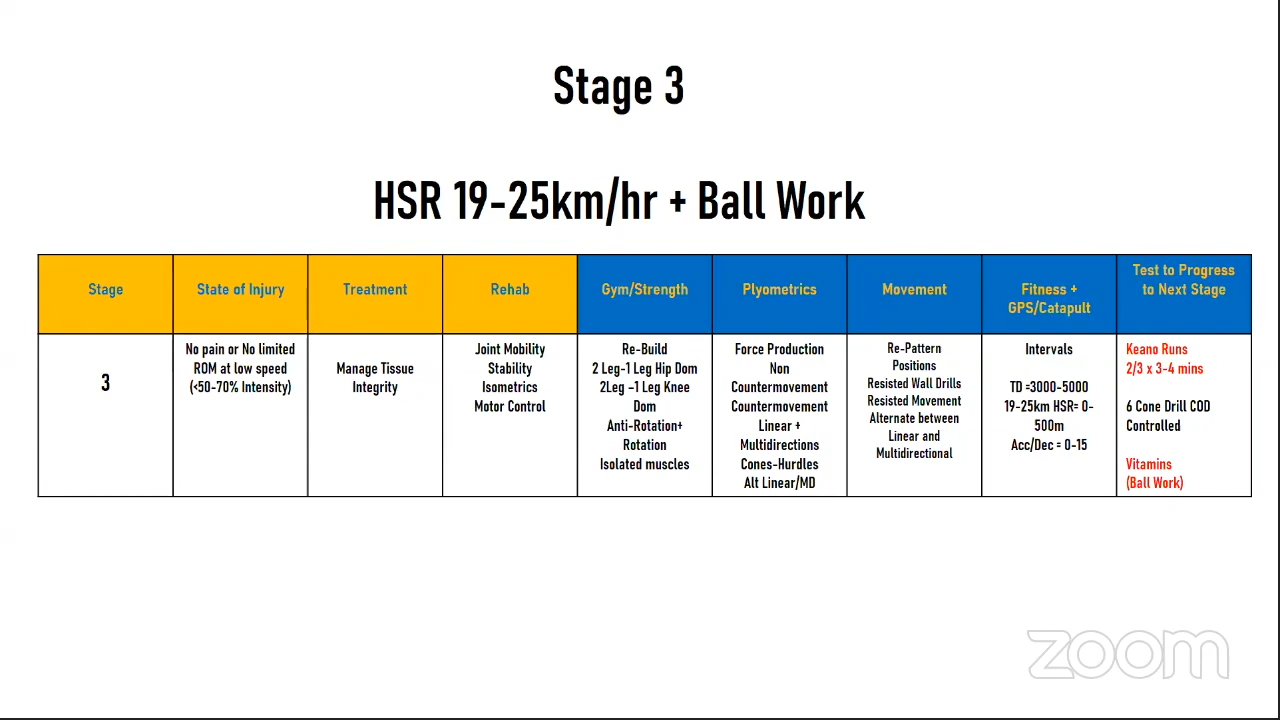 Stage 3
HSR 19-25km/hr + Ball Work
Stage
State of Injury
Treatment
Rehab
Gym/Strength
Plyometrics
Movement
Fitness +
GPS/Catapult
Test to Progress
to Next Stage
3
No pain or No limited
ROM at low speed
(<50-70% Intensity)
Manage Tissue
Integrity
Joint Mobility
Stability
Isometrics
Motor Control
Re-Build
2 Leg-1 Leg Hip Dom
2Leg -1 Leg Knee
Dom
Anti-Rotation+
Rotation
Isolated muscles
Force Production
Non
Countermovement
Countermovement
Linear +
Multidirections
Cones-Hurdles
Alt Linear/MD
Re-Pattern
Positions
Resisted Wall Drills
Resisted Movement
Alternate between
Linear and
Multidirectional
Intervals
TD =3000-5000
19-25km HSR= 0-
500m
Acc/Dec = 0-15
Keano Runs
2/3 x 3-4 mins
6 Cone Drill COD
Controlled
Vitamins
(Ball Work)
zoom